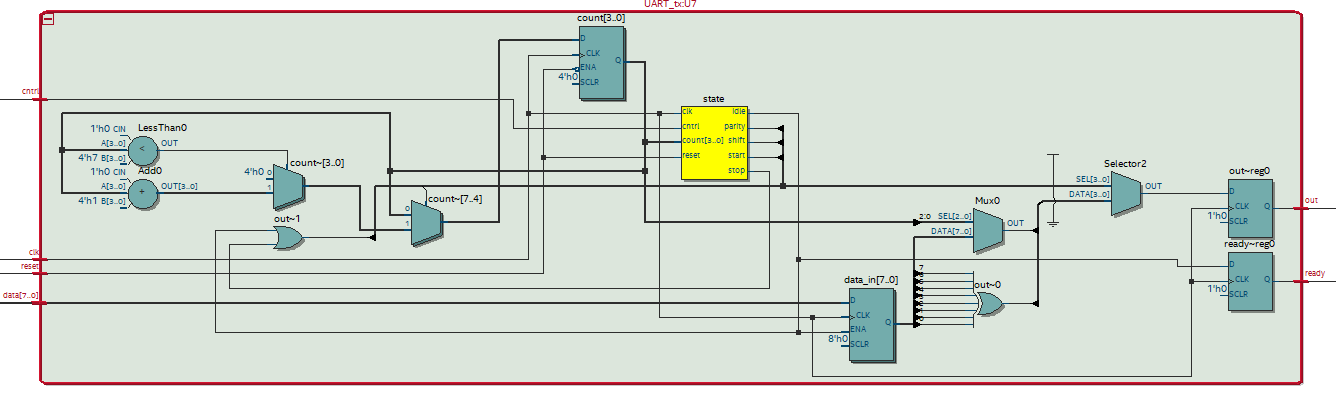 UART_tx:U7
count[3..0]
D
CLK
ENA
4'h0
SCLR
Q
cntrl
state
clk
cntrl
count[3..0]
reset
Idle
parity
shift
start
stop
1'h0 CIN
LessThan0
A[3..0]
<
OUT
4'h7 B[3..0]
1'h0 CIN
Add0
A[3..0]
+
OUT[3..0]
4'h1 B[3..0]
count~[3..0]
4'h0 0
1
count~[7..4]
0
1
out~1
clk
reset
data[7..0]
data_in[7..0]
D
CLK
ENA
8'h0
SCLR
Q
Mux0
2:0 SEL[2..0]
DATA[7..0]
OUT
7
out~0
Selector2
SEL[3..0]
DATA[3..0]
OUT
out~reg0
D
CLK
1'h0
SCLR
Q
out
ready~reg0
D
CLK
1'h0
SCLR
Q
ready